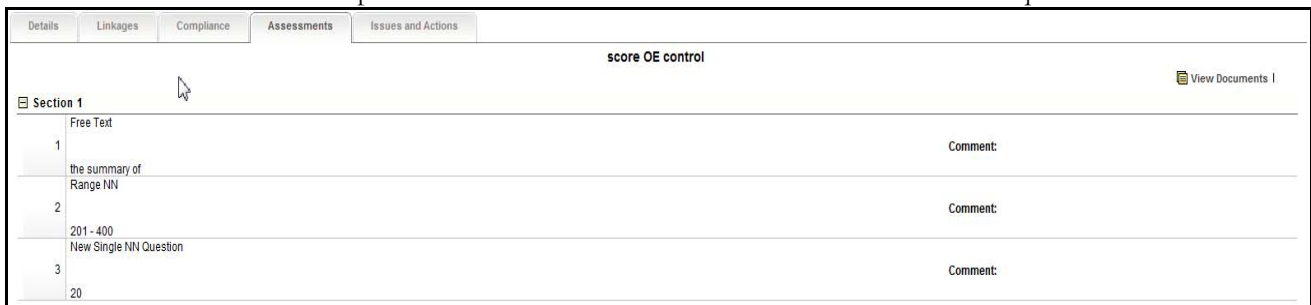 Details Linkages Compliance Assessments Issues and Actions
score OE control
View Documents |
Section 1
Free Text
1 Comment:
the summary of
Range NN
2 Comment:
201 - 400
New Single NN Question
3 Comment:
20